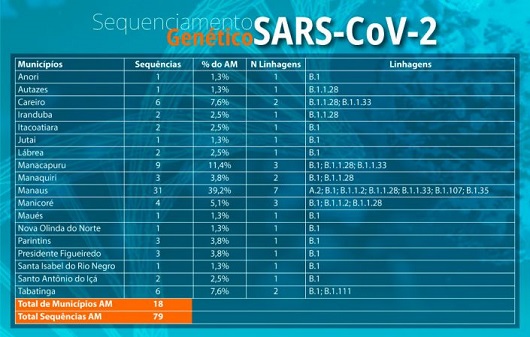 Sequenciamento
Genético SARS-CoV-2
Municípios Sequências % do AM N Linhagens Linhagens
Anori 1 1,3% 1 B.1
Autazes 1 1,3% 1 B.1.1.28
Careiro 6 7,6% 2 B.1.1.28; B.1.1.33
Iranduba 2 2,5% 1 B.1.1.28
Itacoatiara 2 2,5% 1 B.1
Jutai 1 1,3% 1 B.1
Lábrea 2 2,5% 1 B.1
Manacapuru 9 11,4% 3 B.1; B.1.1.28; B.1.1.33
Manaquiri 3 3,8% 2 B.1; B.1.1.28
Manaus 31 39,2% 7 A.2; B.1; B.1.1.2; B.1.1.28; B.1.1.33; B.1.107; B.1.35
Manicoré 4 5,1% 3 B.1; B.1.1.2; B.1.1.28
Maués 1 1,3% 1 B.1
Nova Olinda do Norte 1 1,3% 1 B.1
Parintins 3 3,8% 1 B.1
Presidente Figueiredo 3 3,8% 1 B.1
Santa Isabel do Rio Negro 1 1,3% 1 B.1
Santo Antônio do Içá 2 2,5% 1 B.1
Tabatinga 6 7,6% 2 B.1; B.1.111
Total de Municípios AM 18
Total Sequências AM 79